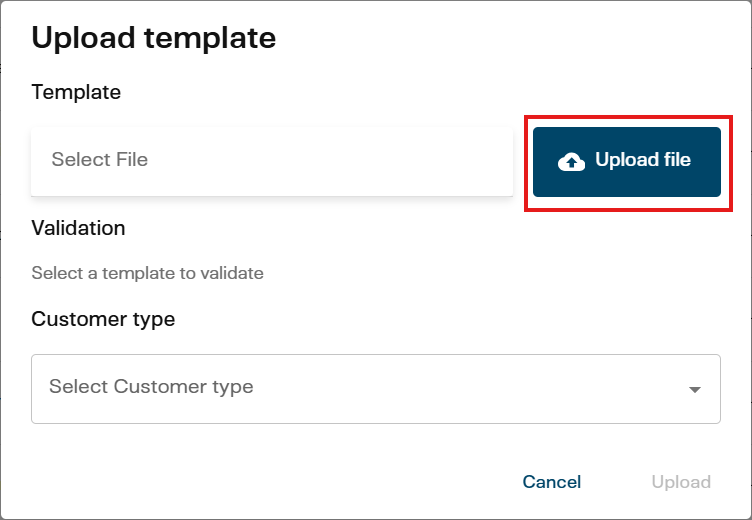 Upload template
Template
Select File
Upload file
Validation
Select a template to validate
Customer type
Select Customer type
Cancel
Upload